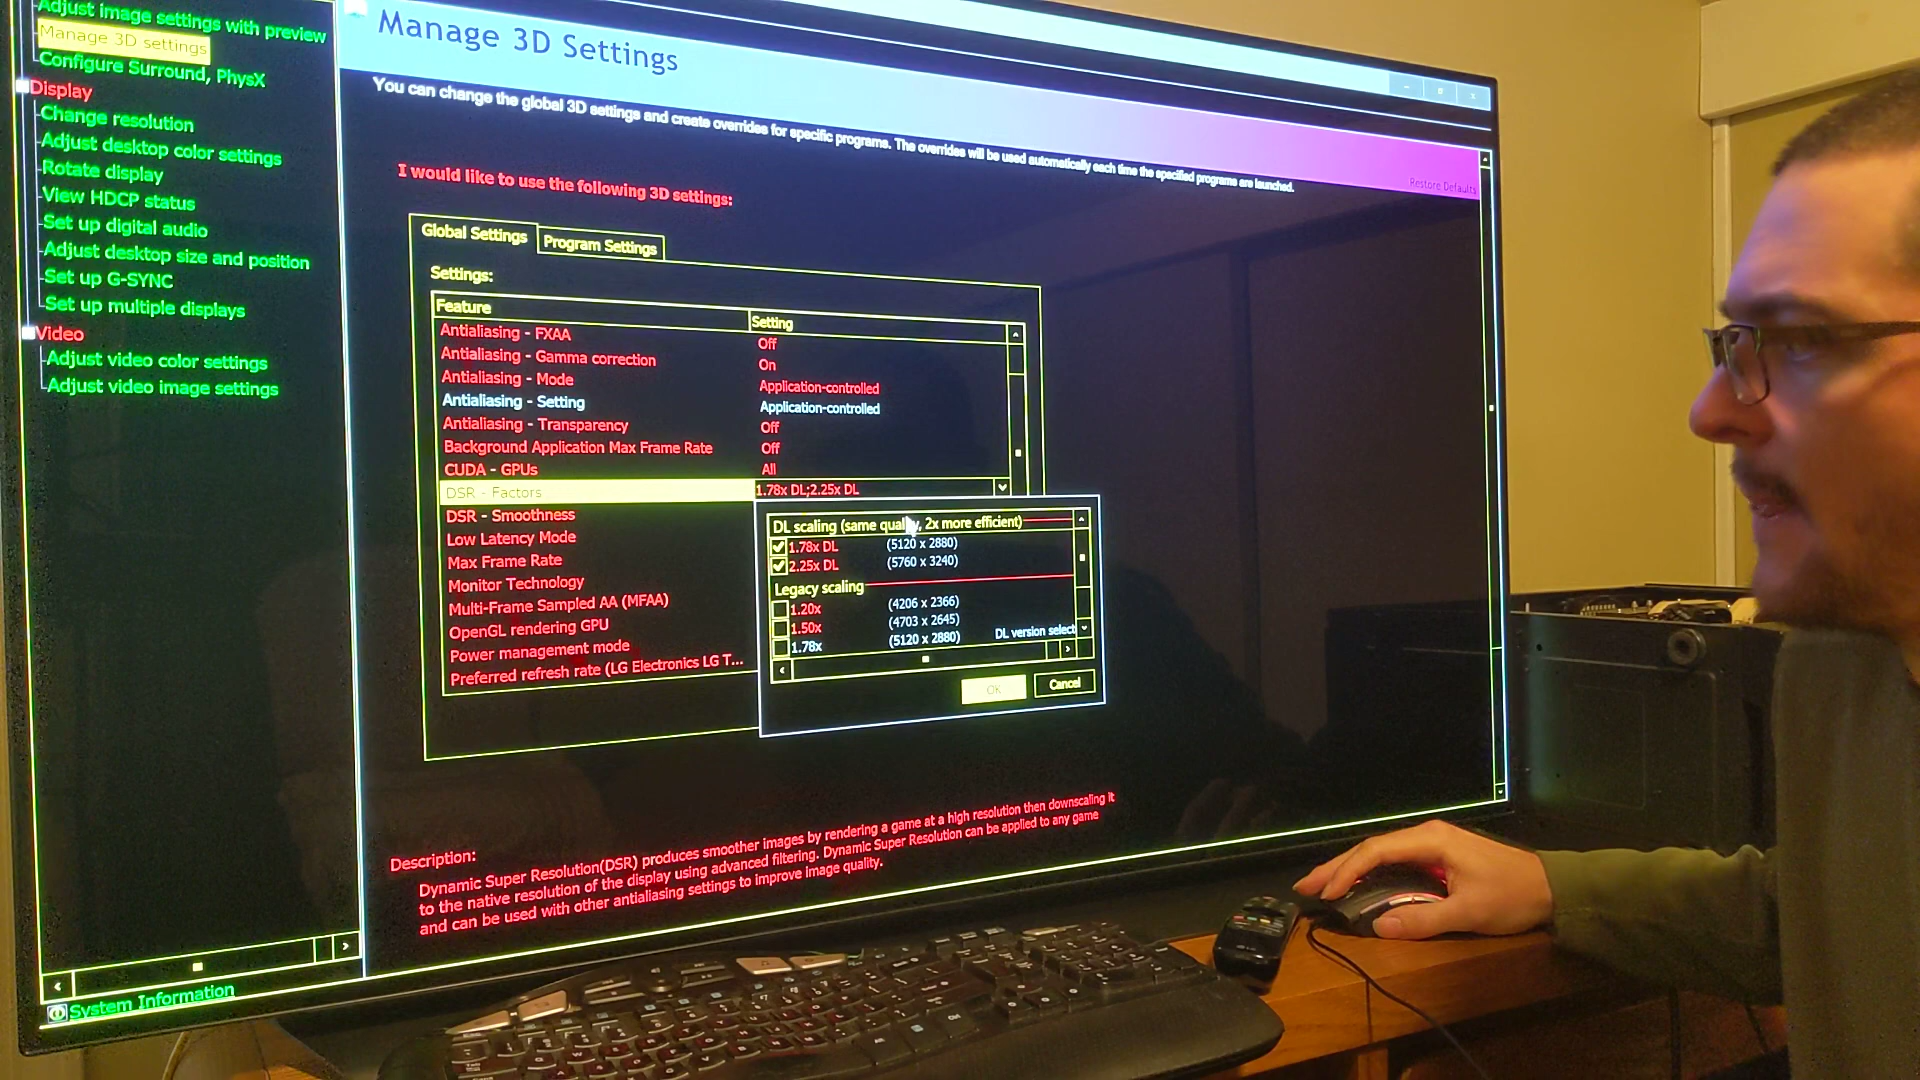 Adjust image settings with preview
Manage 3D settings
Configure Surround, PhysX
Display
Change resolution
Adjust desktop color settings
Rotate display
View HDCP status
Set up digital audio
Adjust desktop size and position
Set up G-SYNC
Set up multiple displays
Video
Adjust video color settings
Adjust video image settings
System Information
Manage 3D Settings
You can change the global 3D settings and create overrides for specific programs. The overrides will be used automatically each time the specified programs are launched.
Restore Defaults
I would like to use the following 3D settings:
Global Settings
Program Settings
Settings:
Feature Setting
Antialiasing - FXAA Off
Antialiasing - Gamma correction On
Antialiasing - Mode Application-controlled
Antialiasing - Setting Application-controlled
Antialiasing - Transparency Off
Background Application Max Frame Rate Off
CUDA - GPUs All
DSR - Factors 1.78x DL;2.25x DL
DSR - Smoothness
Low Latency Mode
Max Frame Rate
Monitor Technology
Multi-Frame Sampled AA (MFAA)
OpenGL rendering GPU
Power management mode
Preferred refresh rate (LG Electronics LG T...
DL scaling (same quality, 2x more efficient)
1.78x DL (5120 x 2880)
2.25x DL (5760 x 3240)
Legacy scaling
1.20x (4206 x 2366)
1.50x (4703 x 2645)
1.78x (5120 x 2880) DL version select
OK Cancel
Description:
Dynamic Super Resolution(DSR) produces smoother images by rendering a game at a high resolution then downscaling it
to the native resolution of the display using advanced filtering. Dynamic Super Resolution can be applied to any game
and can be used with other antialiasing settings to improve image quality.